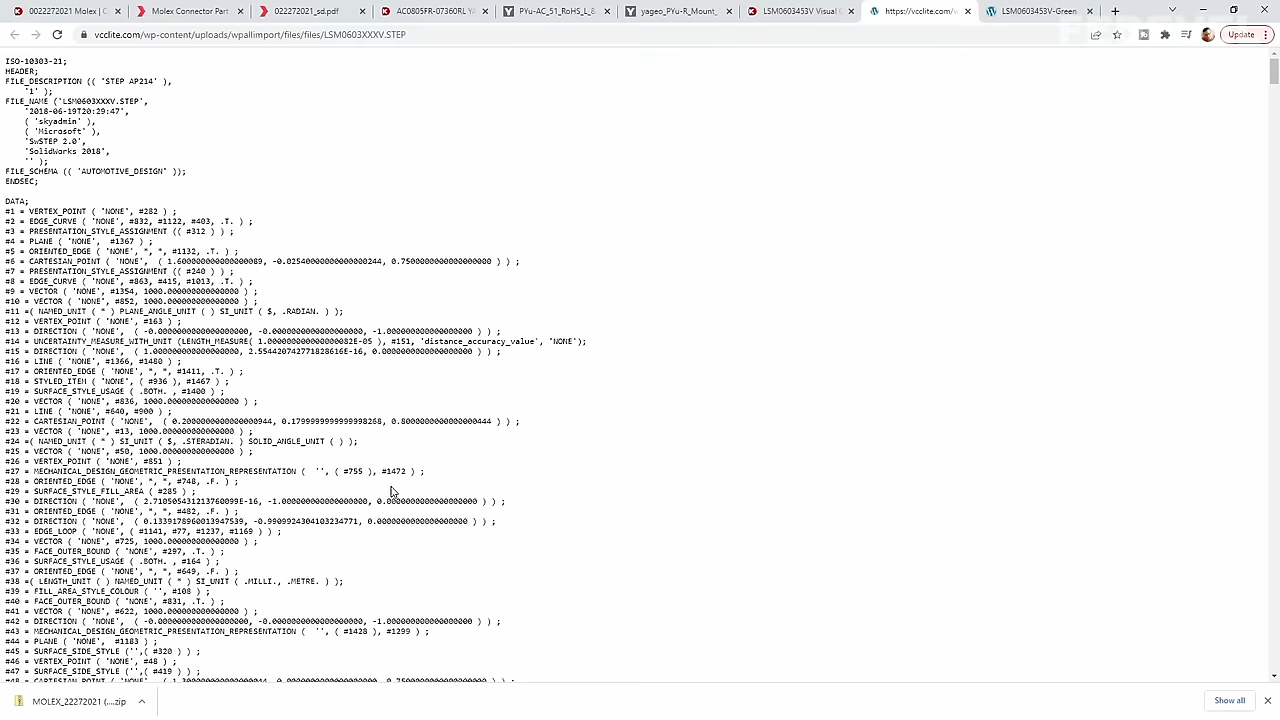 0022272021 Molex | C
Molex Connector Part
022272021_sd.pdf
AC0805FR-07360RL YA
PYu-AC_51_RoHS_L_8
yageo_PYu-R_Mount_
LSM0603453V Visual C
https://vcclite.com/w
LSM0603453V-Green
vcclite.com/wp-content/uploads/wpallimport/files/files/LSM0603XXXV.STEP
Update
ISO-10303-21;
HEADER;
FILE_DESCRIPTION (( 'STEP AP214' ),
'1' );
FILE_NAME ('LSM0603XXXV.STEP',
'2018-06-19T20:29:47',
( 'skyadmin' ),
( 'Microsoft' ),
'SwSTEP 2.0',
'SolidWorks 2018',
'' );
FILE_SCHEMA (( 'AUTOMOTIVE_DESIGN' ));
ENDSEC;
DATA;
#1 = VERTEX_POINT ( 'NONE', #282 ) ;
#2 = EDGE_CURVE ( 'NONE', #832, #1122, #403, .T. ) ;
#3 = PRESENTATION_STYLE_ASSIGNMENT (( #312 ) ) ;
#4 = PLANE ( 'NONE',  #1367 ) ;
#5 = ORIENTED_EDGE ( 'NONE', *, *, #1132, .T. ) ;
#6 = CARTESIAN_POINT ( 'NONE',  ( 1.600000000000000089, -0.02540000000000000244, 0.7500000000000000000 ) ) ;
#7 = PRESENTATION_STYLE_ASSIGNMENT (( #240 ) ) ;
#8 = EDGE_CURVE ( 'NONE', #863, #415, #1013, .T. ) ;
#9 = VECTOR ( 'NONE', #1354, 1000.000000000000000 ) ;
#10 = VECTOR ( 'NONE', #852, 1000.000000000000000 ) ;
#11 =( NAMED_UNIT ( * ) PLANE_ANGLE_UNIT ( ) SI_UNIT ( $, .RADIAN. ) );
#12 = VERTEX_POINT ( 'NONE', #163 ) ;
#13 = DIRECTION ( 'NONE',  ( -0.0000000000000000000, -0.0000000000000000000, -1.000000000000000000 ) ) ;
#14 = UNCERTAINTY_MEASURE_WITH_UNIT (LENGTH_MEASURE( 1.000000000000000082E-05 ), #151, 'distance_accuracy_value', 'NONE');
#15 = DIRECTION ( 'NONE',  ( 1.000000000000000000, 2.554420742771828616E-16, 0.0000000000000000000 ) ) ;
#16 = LINE ( 'NONE', #1366, #1480 ) ;
#17 = ORIENTED_EDGE ( 'NONE', *, *, #1411, .T. ) ;
#18 = STYLED_ITEM ( 'NONE', ( #936 ), #1467 ) ;
#19 = SURFACE_STYLE_USAGE ( .BOTH. , #1400 ) ;
#20 = VECTOR ( 'NONE', #836, 1000.000000000000000 ) ;
#21 = LINE ( 'NONE', #640, #900 ) ;
#22 = CARTESIAN_POINT ( 'NONE',  ( 0.2000000000000000944, 0.1799999999999998268, 0.8000000000000000444 ) ) ;
#23 = VECTOR ( 'NONE', #13, 1000.000000000000000 ) ;
#24 =( NAMED_UNIT ( * ) SI_UNIT ( $, .STERADIAN. ) SOLID_ANGLE_UNIT ( ) );
#25 = VECTOR ( 'NONE', #50, 1000.000000000000000 ) ;
#26 = VERTEX_POINT ( 'NONE', #851 ) ;
#27 = MECHANICAL_DESIGN_GEOMETRIC_PRESENTATION_REPRESENTATION (  '', ( #755 ), #1472 ) ;
#28 = ORIENTED_EDGE ( 'NONE', *, *, #748, .F. ) ;
#29 = SURFACE_STYLE_FILL_AREA ( #285 ) ;
#30 = DIRECTION ( 'NONE',  ( 2.710505431213760099E-16, -1.000000000000000000, 0.0000000000000000000 ) ) ;
#31 = ORIENTED_EDGE ( 'NONE', *, *, #482, .F. ) ;
#32 = DIRECTION ( 'NONE',  ( 0.1339178960013947539, -0.9909924304103234771, 0.0000000000000000000 ) ) ;
#33 = EDGE_LOOP ( 'NONE', ( #1141, #77, #1237, #1169 ) ) ;
#34 = VECTOR ( 'NONE', #725, 1000.000000000000000 ) ;
#35 = FACE_OUTER_BOUND ( 'NONE', #297, .T. ) ;
#36 = SURFACE_STYLE_USAGE ( .BOTH. , #164 ) ;
#37 = ORIENTED_EDGE ( 'NONE', *, *, #649, .F. ) ;
#38 =( LENGTH_UNIT ( ) NAMED_UNIT ( * ) SI_UNIT ( .MILLI., .METRE. ) );
#39 = FILL_AREA_STYLE_COLOUR ( '', #108 ) ;
#40 = FACE_OUTER_BOUND ( 'NONE', #831, .T. ) ;
#41 = VECTOR ( 'NONE', #622, 1000.000000000000000 ) ;
#42 = DIRECTION ( 'NONE',  ( -0.0000000000000000000, -0.0000000000000000000, -1.000000000000000000 ) ) ;
#43 = MECHANICAL_DESIGN_GEOMETRIC_PRESENTATION_REPRESENTATION (  '', ( #1428 ), #1299 ) ;
#44 = PLANE ( 'NONE',  #1183 ) ;
#45 = SURFACE_SIDE_STYLE ('',( #320 ) ) ;
#46 = VERTEX_POINT ( 'NONE', #48 ) ;
#47 = SURFACE_SIDE_STYLE ('',( #419 ) ) ;
MOLEX_22272021 (....zip
Show all